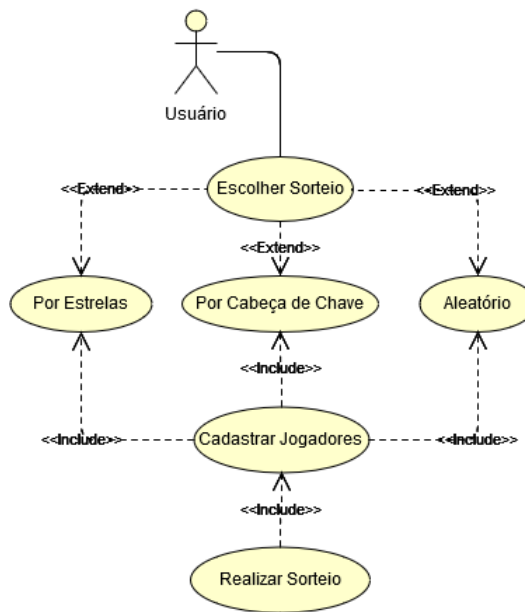 Usuário
Escolher Sorteio
<<Extend>>
<<Extend>>
<<Extend>>
Por Estrelas
Por Cabeça de Chave
Aleatório
<<Include>>
<<Include>>
Cadastrar Jogadores
<<Include>>
<<Include>>
Realizar Sorteio